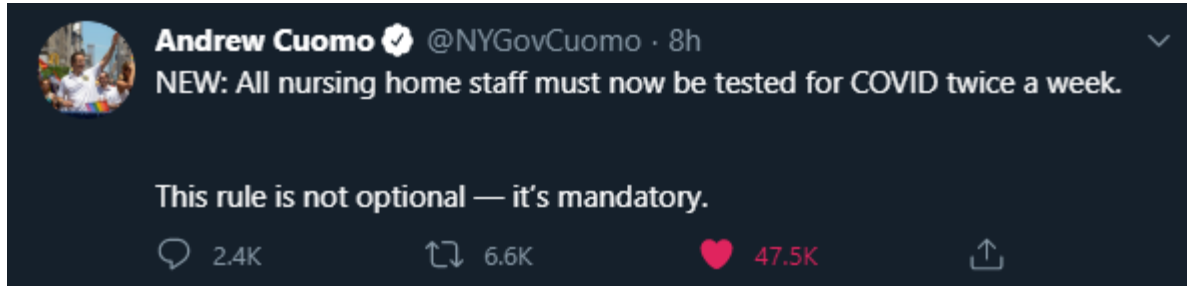 Andrew Cuomo @NYGovCuomo · 8h
NEW: All nursing home staff must now be tested for COVID twice a week.
This rule is not optional — it's mandatory.
2.4K 6.6K 47.5K